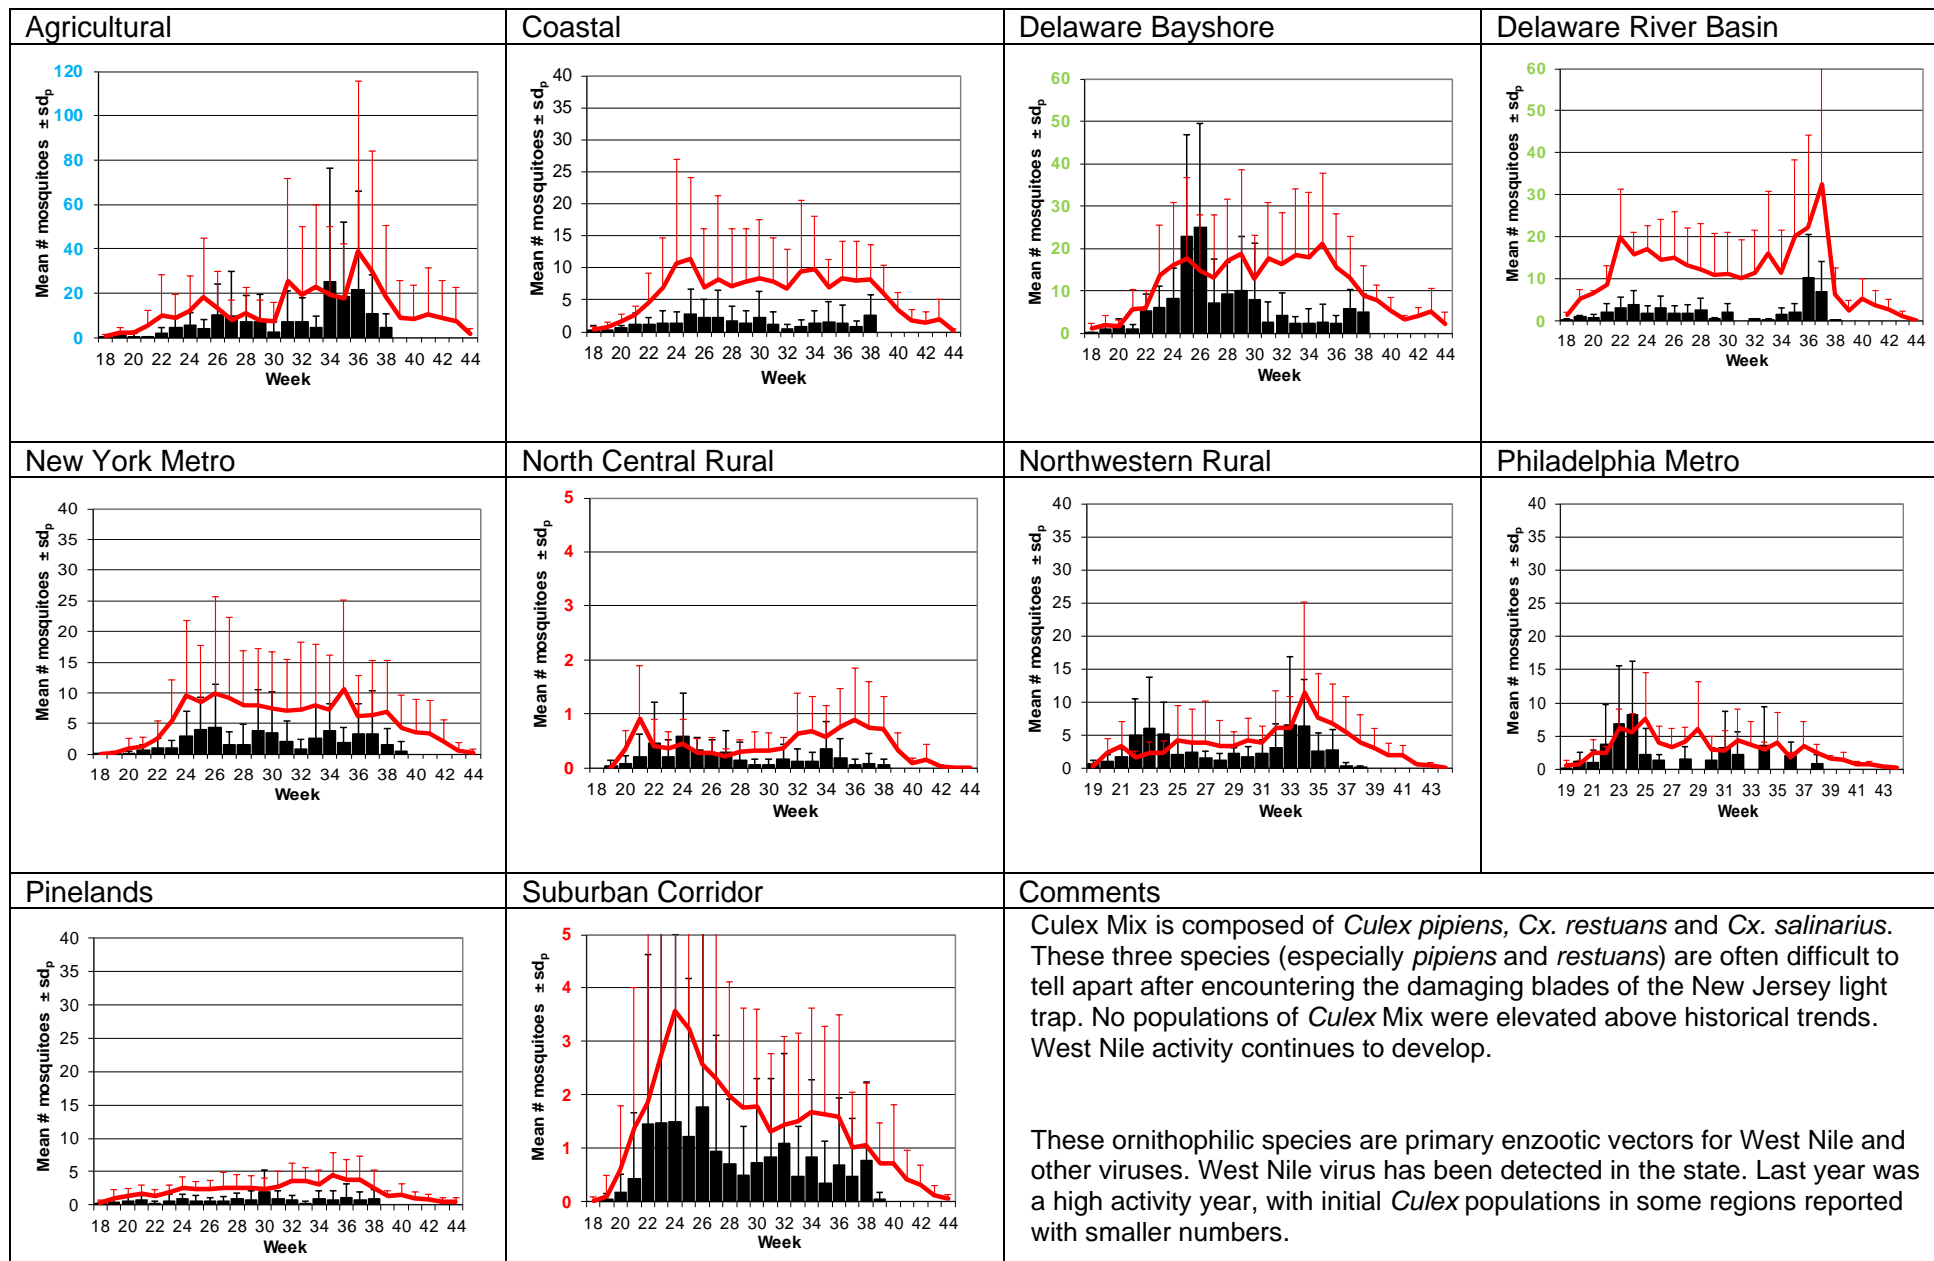 Agricultural
Coastal
Delaware Bayshore
Delaware River Basin
Mean # mosquitoes ± sdp
120
100
80
60
40
20
0
18 20 22 24 26 28 30 32 34 36 38 40 42 44
Week
Mean # mosquitoes ± sdp
40
35
30
25
20
15
10
5
0
18 20 22 24 26 28 30 32 34 36 38 40 42 44
Week
Mean # mosquitoes ± sdp
60
50
40
30
20
10
0
18 20 22 24 26 28 30 32 34 36 38 40 42 44
Week
Mean # mosquitoes ± sdp
60
50
40
30
20
10
0
18 20 22 24 26 28 30 32 34 36 38 40 42 44
Week
New York Metro
North Central Rural
Northwestern Rural
Philadelphia Metro
Mean # mosquitoes ± sdp
40
35
30
25
20
15
10
5
0
18 20 22 24 26 28 30 32 34 36 38 40 42 44
Week
Mean # mosquitoes ± sdp
5
4
3
2
1
0
18 20 22 24 26 28 30 32 34 36 38 40 42 44
Week
Mean # mosquitoes ± sdp
40
35
30
25
20
15
10
5
0
19 21 23 25 27 29 31 33 35 37 39 41 43
Week
Mean # mosquitoes ± sdp
40
35
30
25
20
15
10
5
0
19 21 23 25 27 29 31 33 35 37 39 41 43
Week
Pinelands
Suburban Corridor
Comments
Mean # mosquitoes ± sdp
40
35
30
25
20
15
10
5
0
18 20 22 24 26 28 30 32 34 36 38 40 42 44
Week
Mean # mosquitoes ± sdp
5
4
3
2
1
0
18 20 22 24 26 28 30 32 34 36 38 40 42 44
Week
Culex Mix is composed of Culex pipiens, Cx. restuans and Cx. salinarius.
These three species (especially pipiens and restuans) are often difficult to
tell apart after encountering the damaging blades of the New Jersey light
trap. No populations of Culex Mix were elevated above historical trends.
West Nile activity continues to develop.
These ornithophilic species are primary enzootic vectors for West Nile and
other viruses. West Nile virus has been detected in the state. Last year was
a high activity year, with initial Culex populations in some regions reported
with smaller numbers.